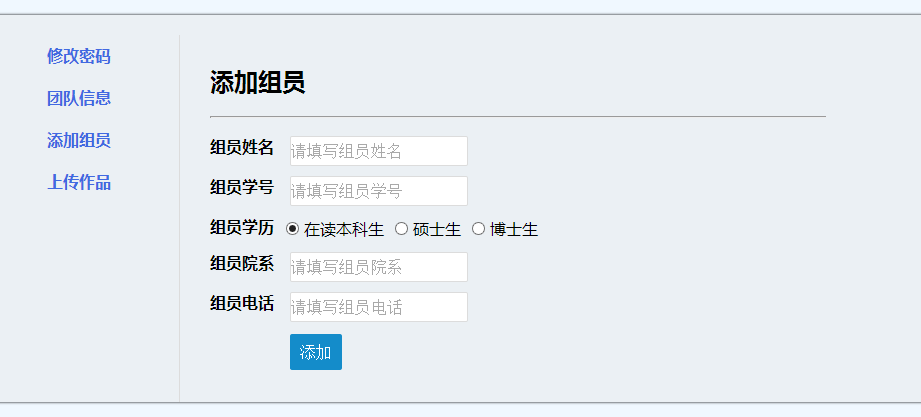 修改密码
团队信息
添加组员
上传作品
添加组员
组员姓名 请填写组员姓名
组员学号 请填写组员学号
组员学历 在读本科生 硕士生 博士生
组员院系 请填写组员院系
组员电话 请填写组员电话
添加